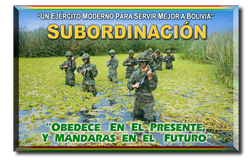 "UN EJERCITO MODERNO PARA SERVIR MEJOR A BOLIVIA"
SUBORDINACIÓN
"OBEDECE EN EL PRESENTE,
Y MANDARAS EN EL FUTURO"